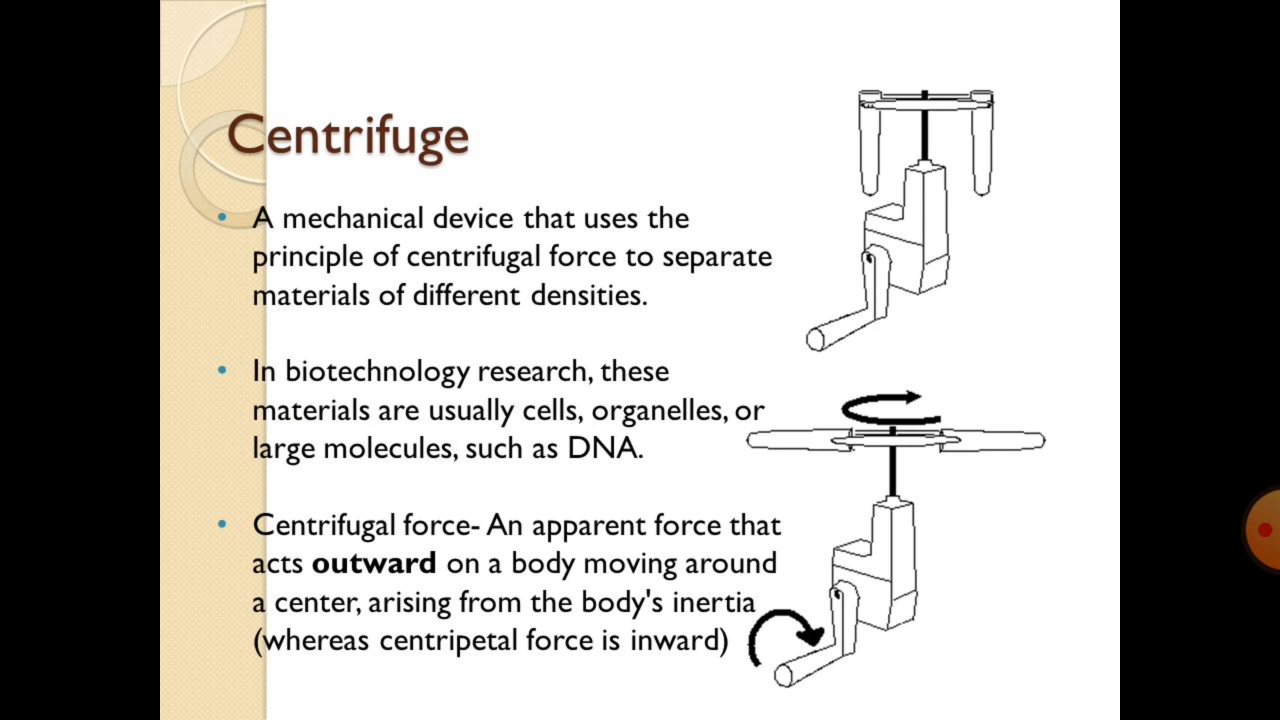 Centrifuge
• A mechanical device that uses the
principle of centrifugal force to separate
materials of different densities.
• In biotechnology research, these
materials are usually cells, organelles, or
large molecules, such as DNA.
• Centrifugal force- An apparent force that
acts outward on a body moving around
a center, arising from the body's inertia
(whereas centripetal force is inward)